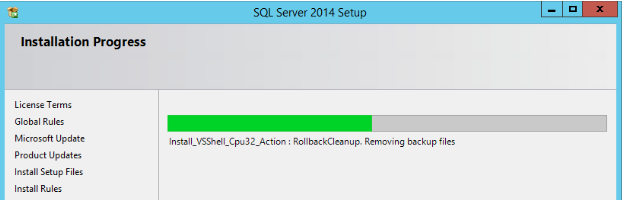 SQL Server 2014 Setup
Installation Progress
License Terms
Global Rules
Microsoft Update
Product Updates
Install Setup Files
Install Rules
Install_VSShell_Cpu32_Action : RollbackCleanup. Removing backup files